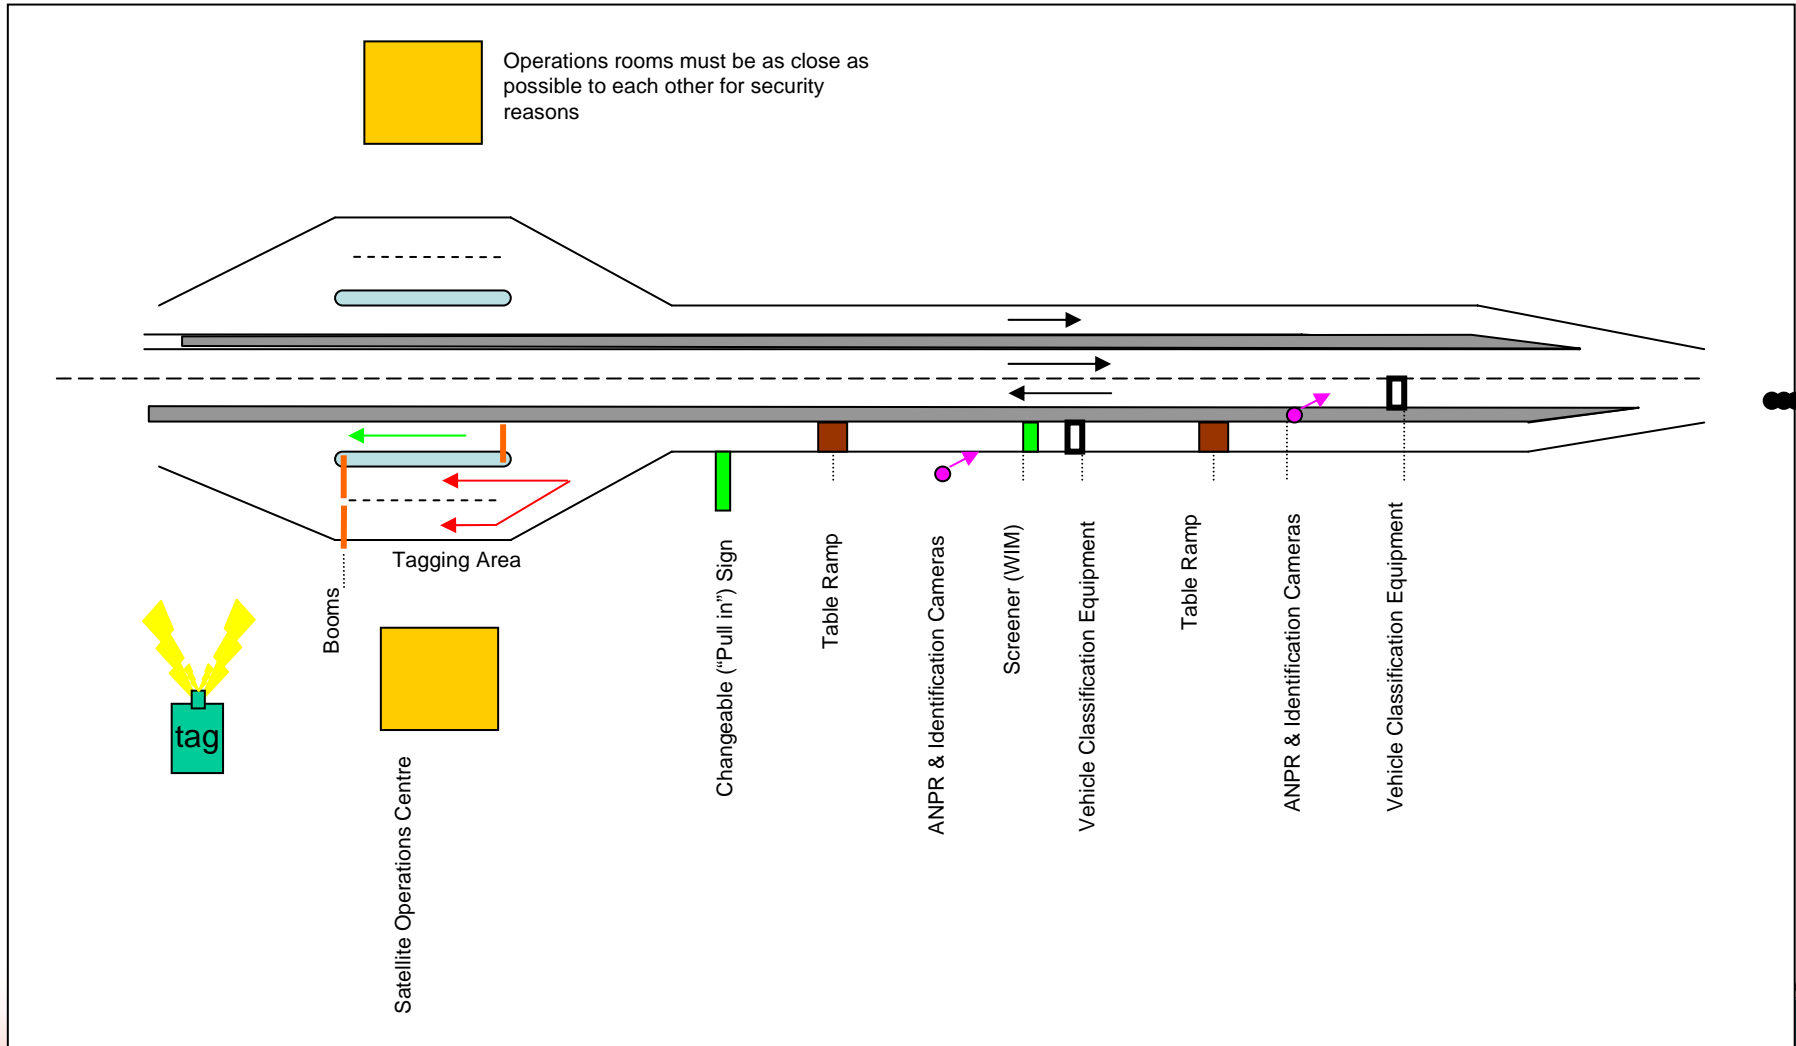 Operations rooms must be as close as
possible to each other for security
reasons
Tagging Area
Booms
tag
Satellite Operations Centre
Changeable (“Pull in”) Sign
Table Ramp
ANPR & Identification Cameras
Screener (WIM)
Vehicle Classification Equipment
Table Ramp
ANPR & Identification Cameras
Vehicle Classification Equipment